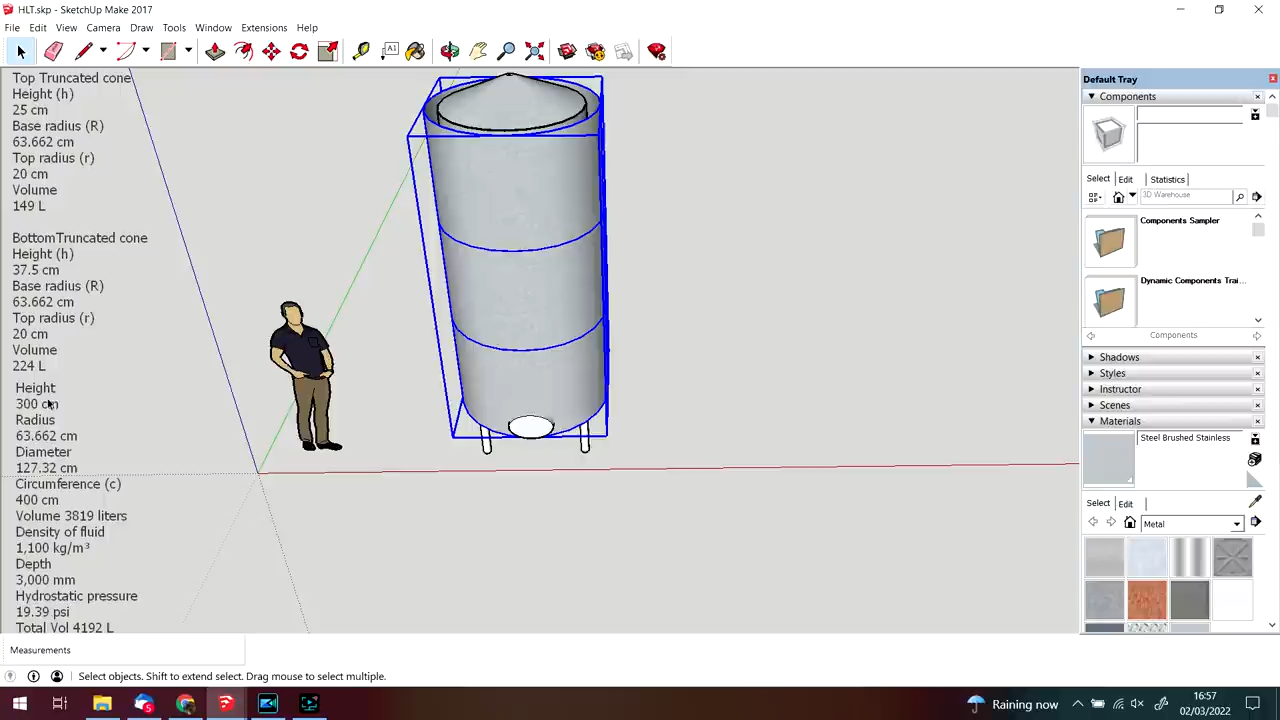 HLT.skp - SketchUp Make 2017
File Edit View Camera Draw Tools Window Extensions Help
Top Truncated cone
Height (h)
25 cm
Base radius (R)
63.662 cm
Top radius (r)
20 cm
Volume
149 L
BottomTruncated cone
Height (h)
37.5 cm
Base radius (R)
63.662 cm
Top radius (r)
20 cm
Volume
224 L
Height
300 cm
Radius
63.662 cm
Diameter
127.32 cm
Circumference (c)
400 cm
Volume 3819 liters
Density of fluid
1,100 kg/m³
Depth
3,000 mm
Hydrostatic pressure
19.39 psi
Total Vol 4192 L
Default Tray
Components
Select Edit Statistics
3D Warehouse
Components Sampler
Dynamic Components Trai...
Components
Shadows
Styles
Instructor
Scenes
Materials
Steel Brushed Stainless
Select Edit
Metal
Measurements
Select objects. Shift to extend select. Drag mouse to select multiple.
Raining now
16:57
02/03/2022